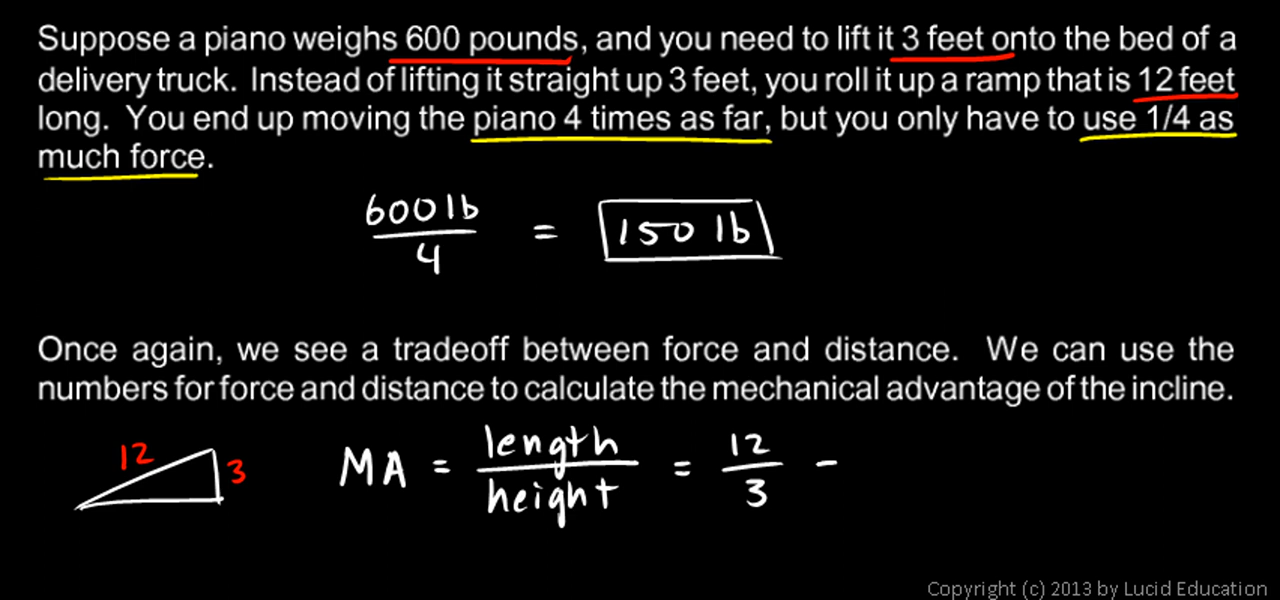 Suppose a piano weighs 600 pounds, and you need to lift it 3 feet onto the bed of a
delivery truck. Instead of lifting it straight up 3 feet, you roll it up a ramp that is 12 feet
long. You end up moving the piano 4 times as far, but you only have to use 1/4 as
much force.
600 lb
4
= 150 lb
Once again, we see a tradeoff between force and distance. We can use the
numbers for force and distance to calculate the mechanical advantage of the incline.
12
3
MA = length
height
= 12
3
-
Copyright (c) 2013 by Lucid Education